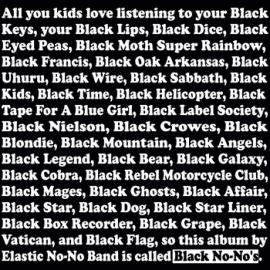 All you kids love listening to your Black
Keys, your Black Lips, Black Dice, Black
Eyed Peas, Black Moth Super Rainbow,
Black Francis, Black Oak Arkansas, Black
Uhuru, Black Wire, Black Sabbath, Black
Kids, Black Time, Black Helicopter, Black
Tape For A Blue Girl, Black Label Society,
Black Nielson, Black Crowes, Black
Blondie, Black Mountain, Black Angels,
Black Legend, Black Bear, Black Galaxy,
Black Cobra, Black Rebel Motorcycle Club,
Black Mages, Black Ghosts, Black Affair,
Black Star, Black Dog, Black Star Liner,
Black Box Recorder, Black Grape, Black
Vatican, and Black Flag, so this album by
Elastic No-No Band is called Black No-No's.